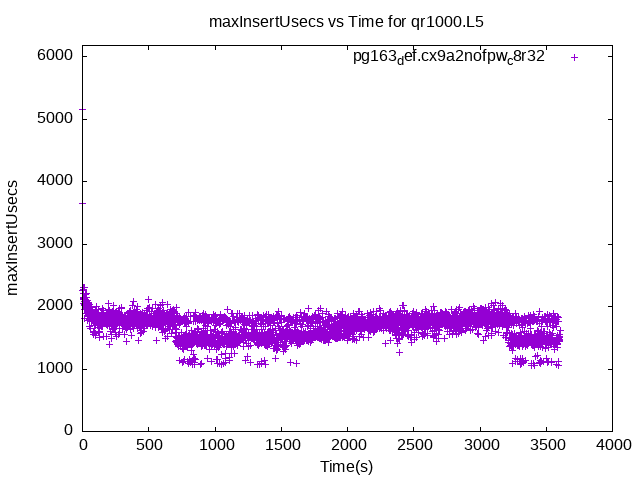 maxInsertUsecs vs Time for qr1000.L5
pg163def.cx9a2nofpwc8r32
maxInsertUsecs
6000
5000
4000
3000
2000
1000
0
0 500 1000 1500 2000 2500 3000 3500 4000
Time(s)